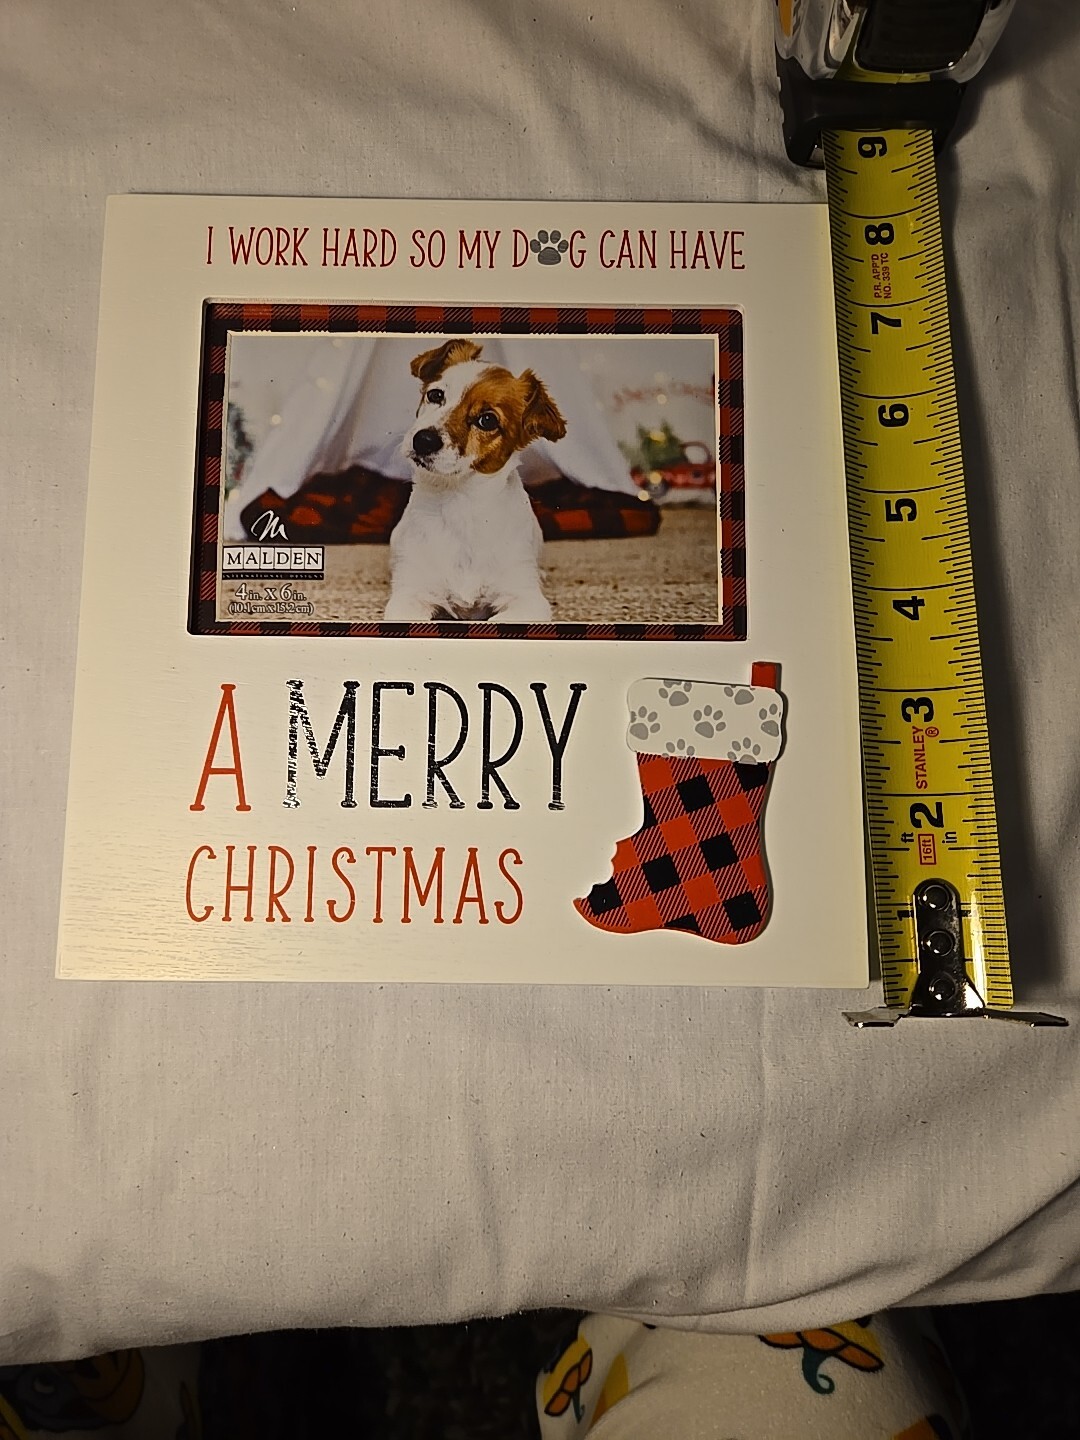 I WORK HARD SO MY DOG CAN HAVE
M
MALDEN
INTERNATIONAL DESIGNS
4in. x 6in.
(10.1cm x 15.2cm)
A MERRY
CHRISTMAS
9
8
P.R. APP'D
NO. 339 TC
7
6
5
4
3
STANLEY®
2
ft
16ft
in
1